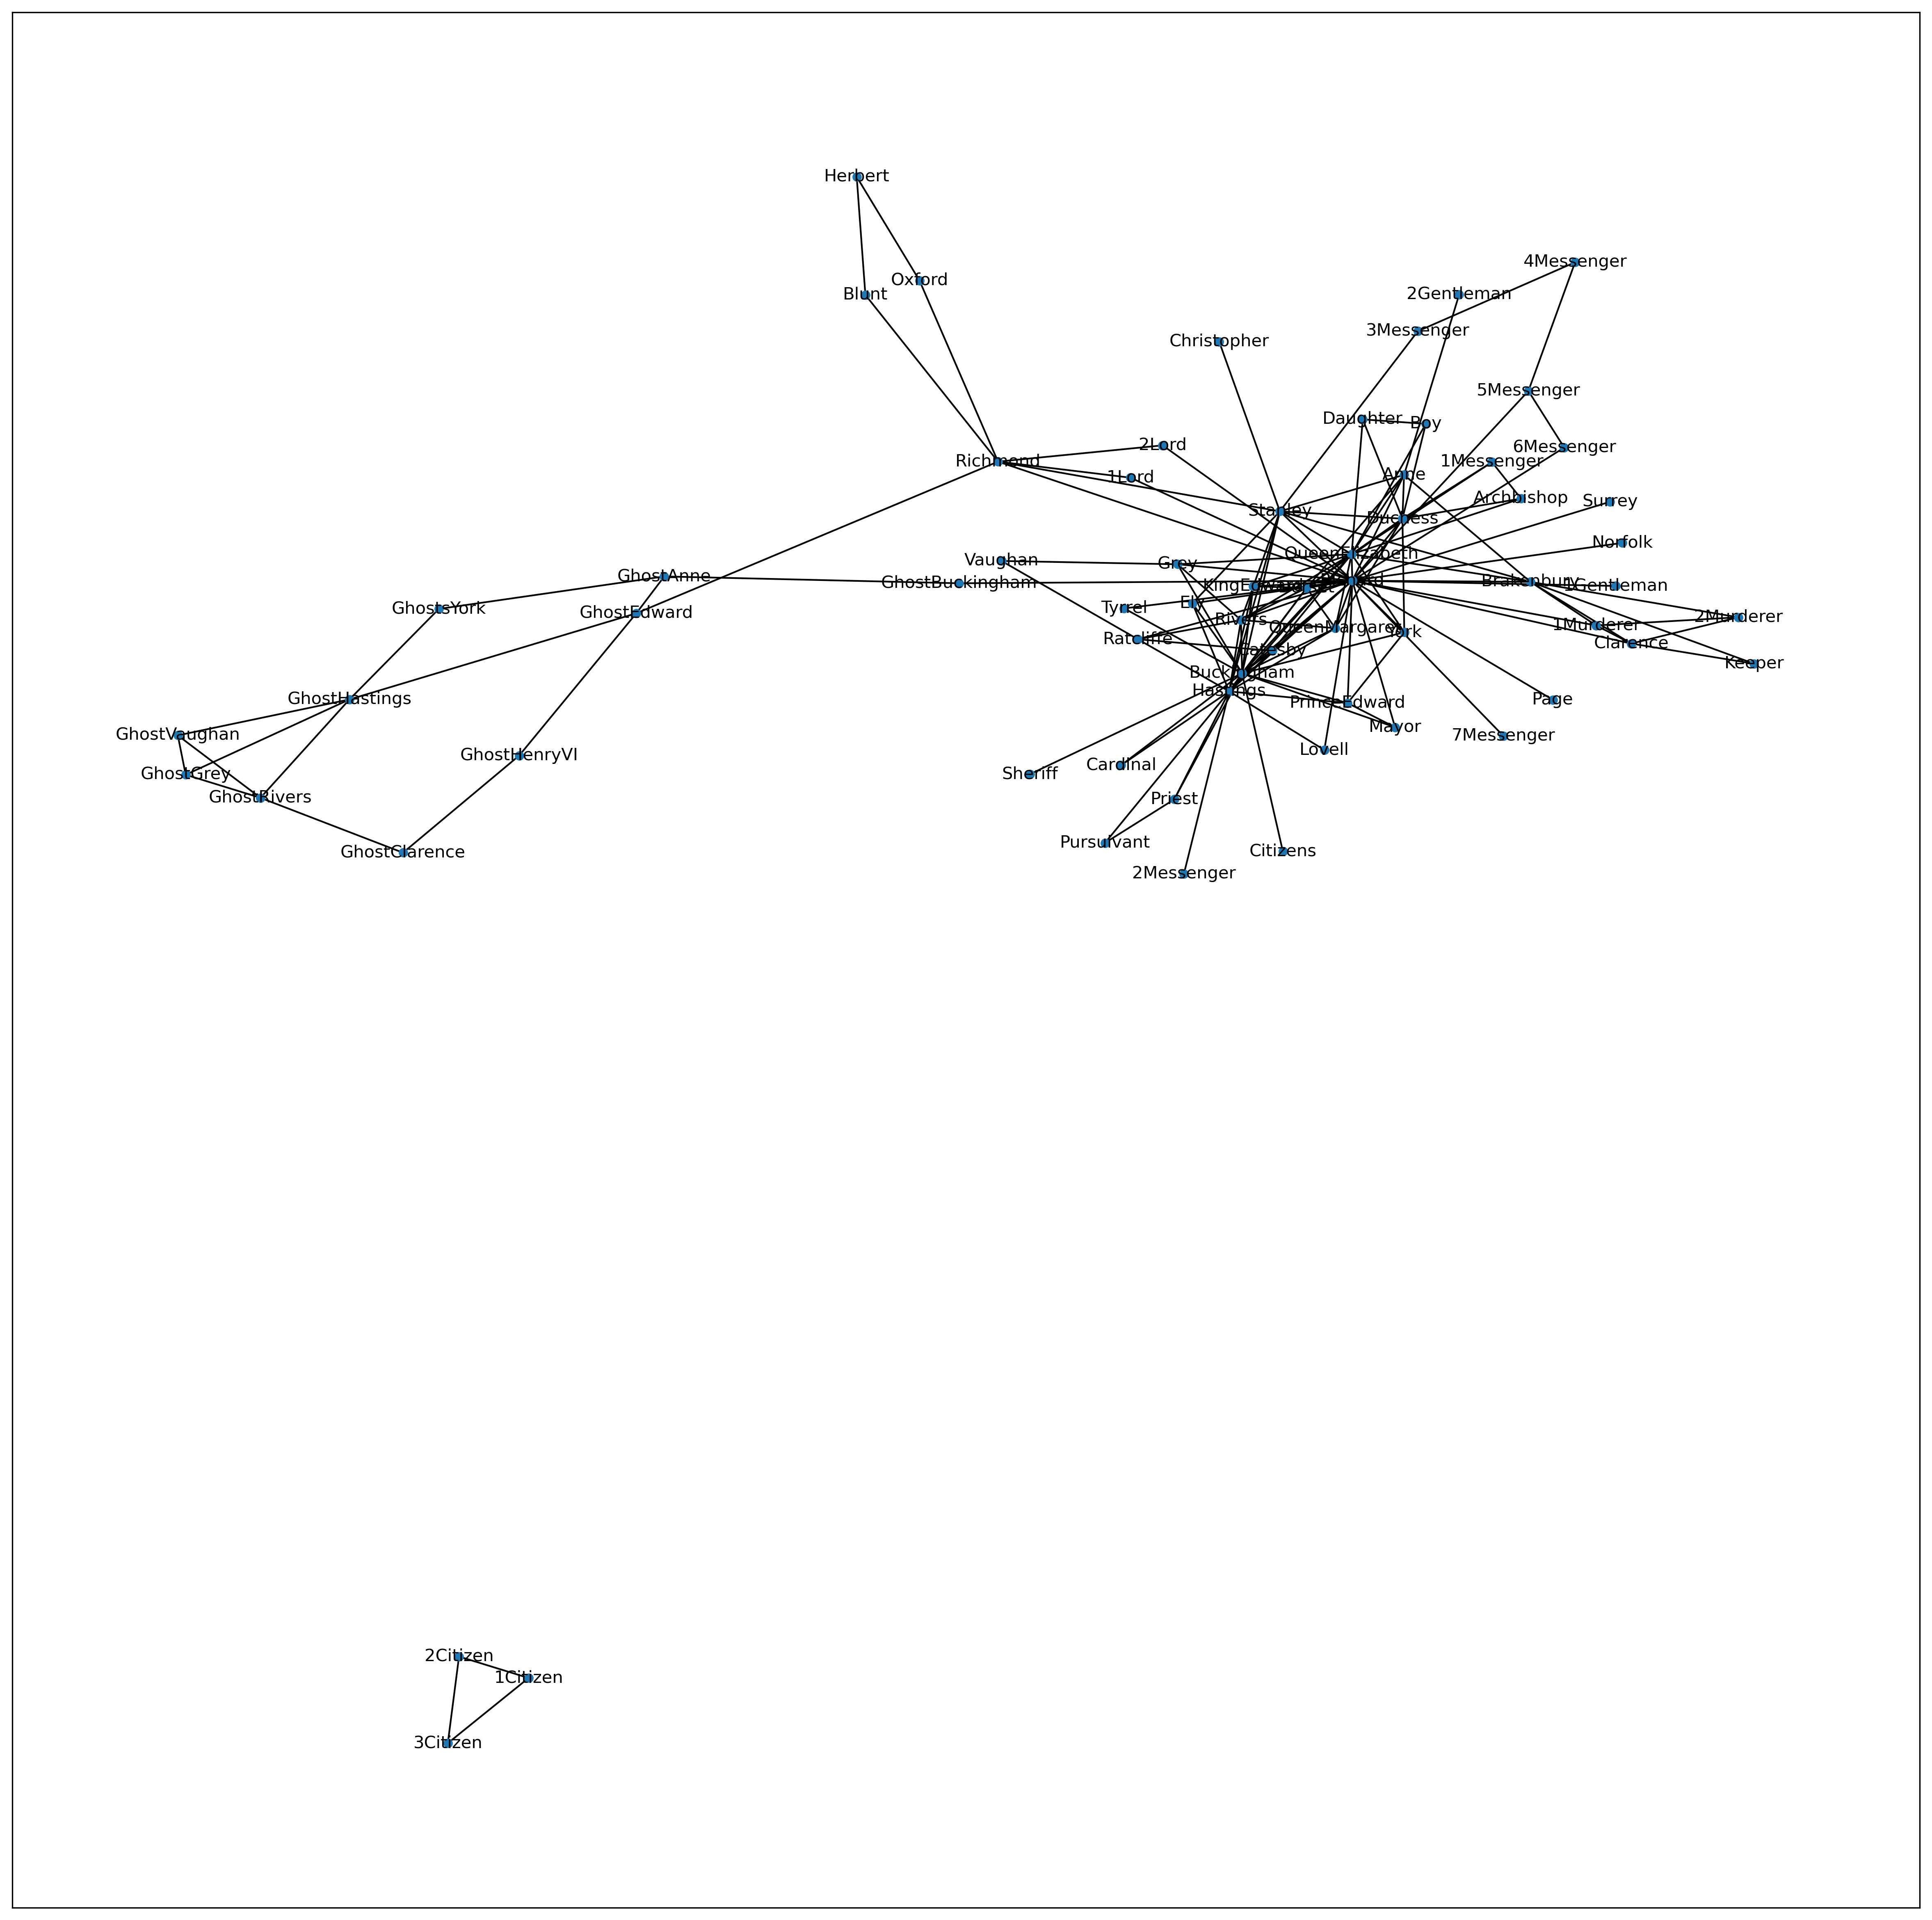 Herbert
4Messenger
Oxford
Blunt
2Gentleman
3Messenger
Christopher
5Messenger
Daughter
Boy
2Lord
6Messenger
Richmond
1Messenger
Anne
1Lord
Archbishop
Surrey
Stanley
Duchess
Norfolk
QueenElizabeth
Vaughan
Grey
GhostAnne
GhostBuckingham
KingEdward
Brakenbury
1Gentleman
GhostsYork
GhostEdward
Tyrrel
Ely
Rivers
QueenMargaret
York
1Murderer
2Murderer
Ratcliffe
Clarence
Catesby
Keeper
Buckingham
Hastings
GhostHastings
PrinceEdward
Page
Mayor
GhostVaughan
7Messenger
GhostHenryVI
Lovell
GhostGrey
Sheriff
Cardinal
GhostRivers
Priest
Pursuivant
GhostClarence
Citizens
2Messenger
2Citizen
1Citizen
3Citizen